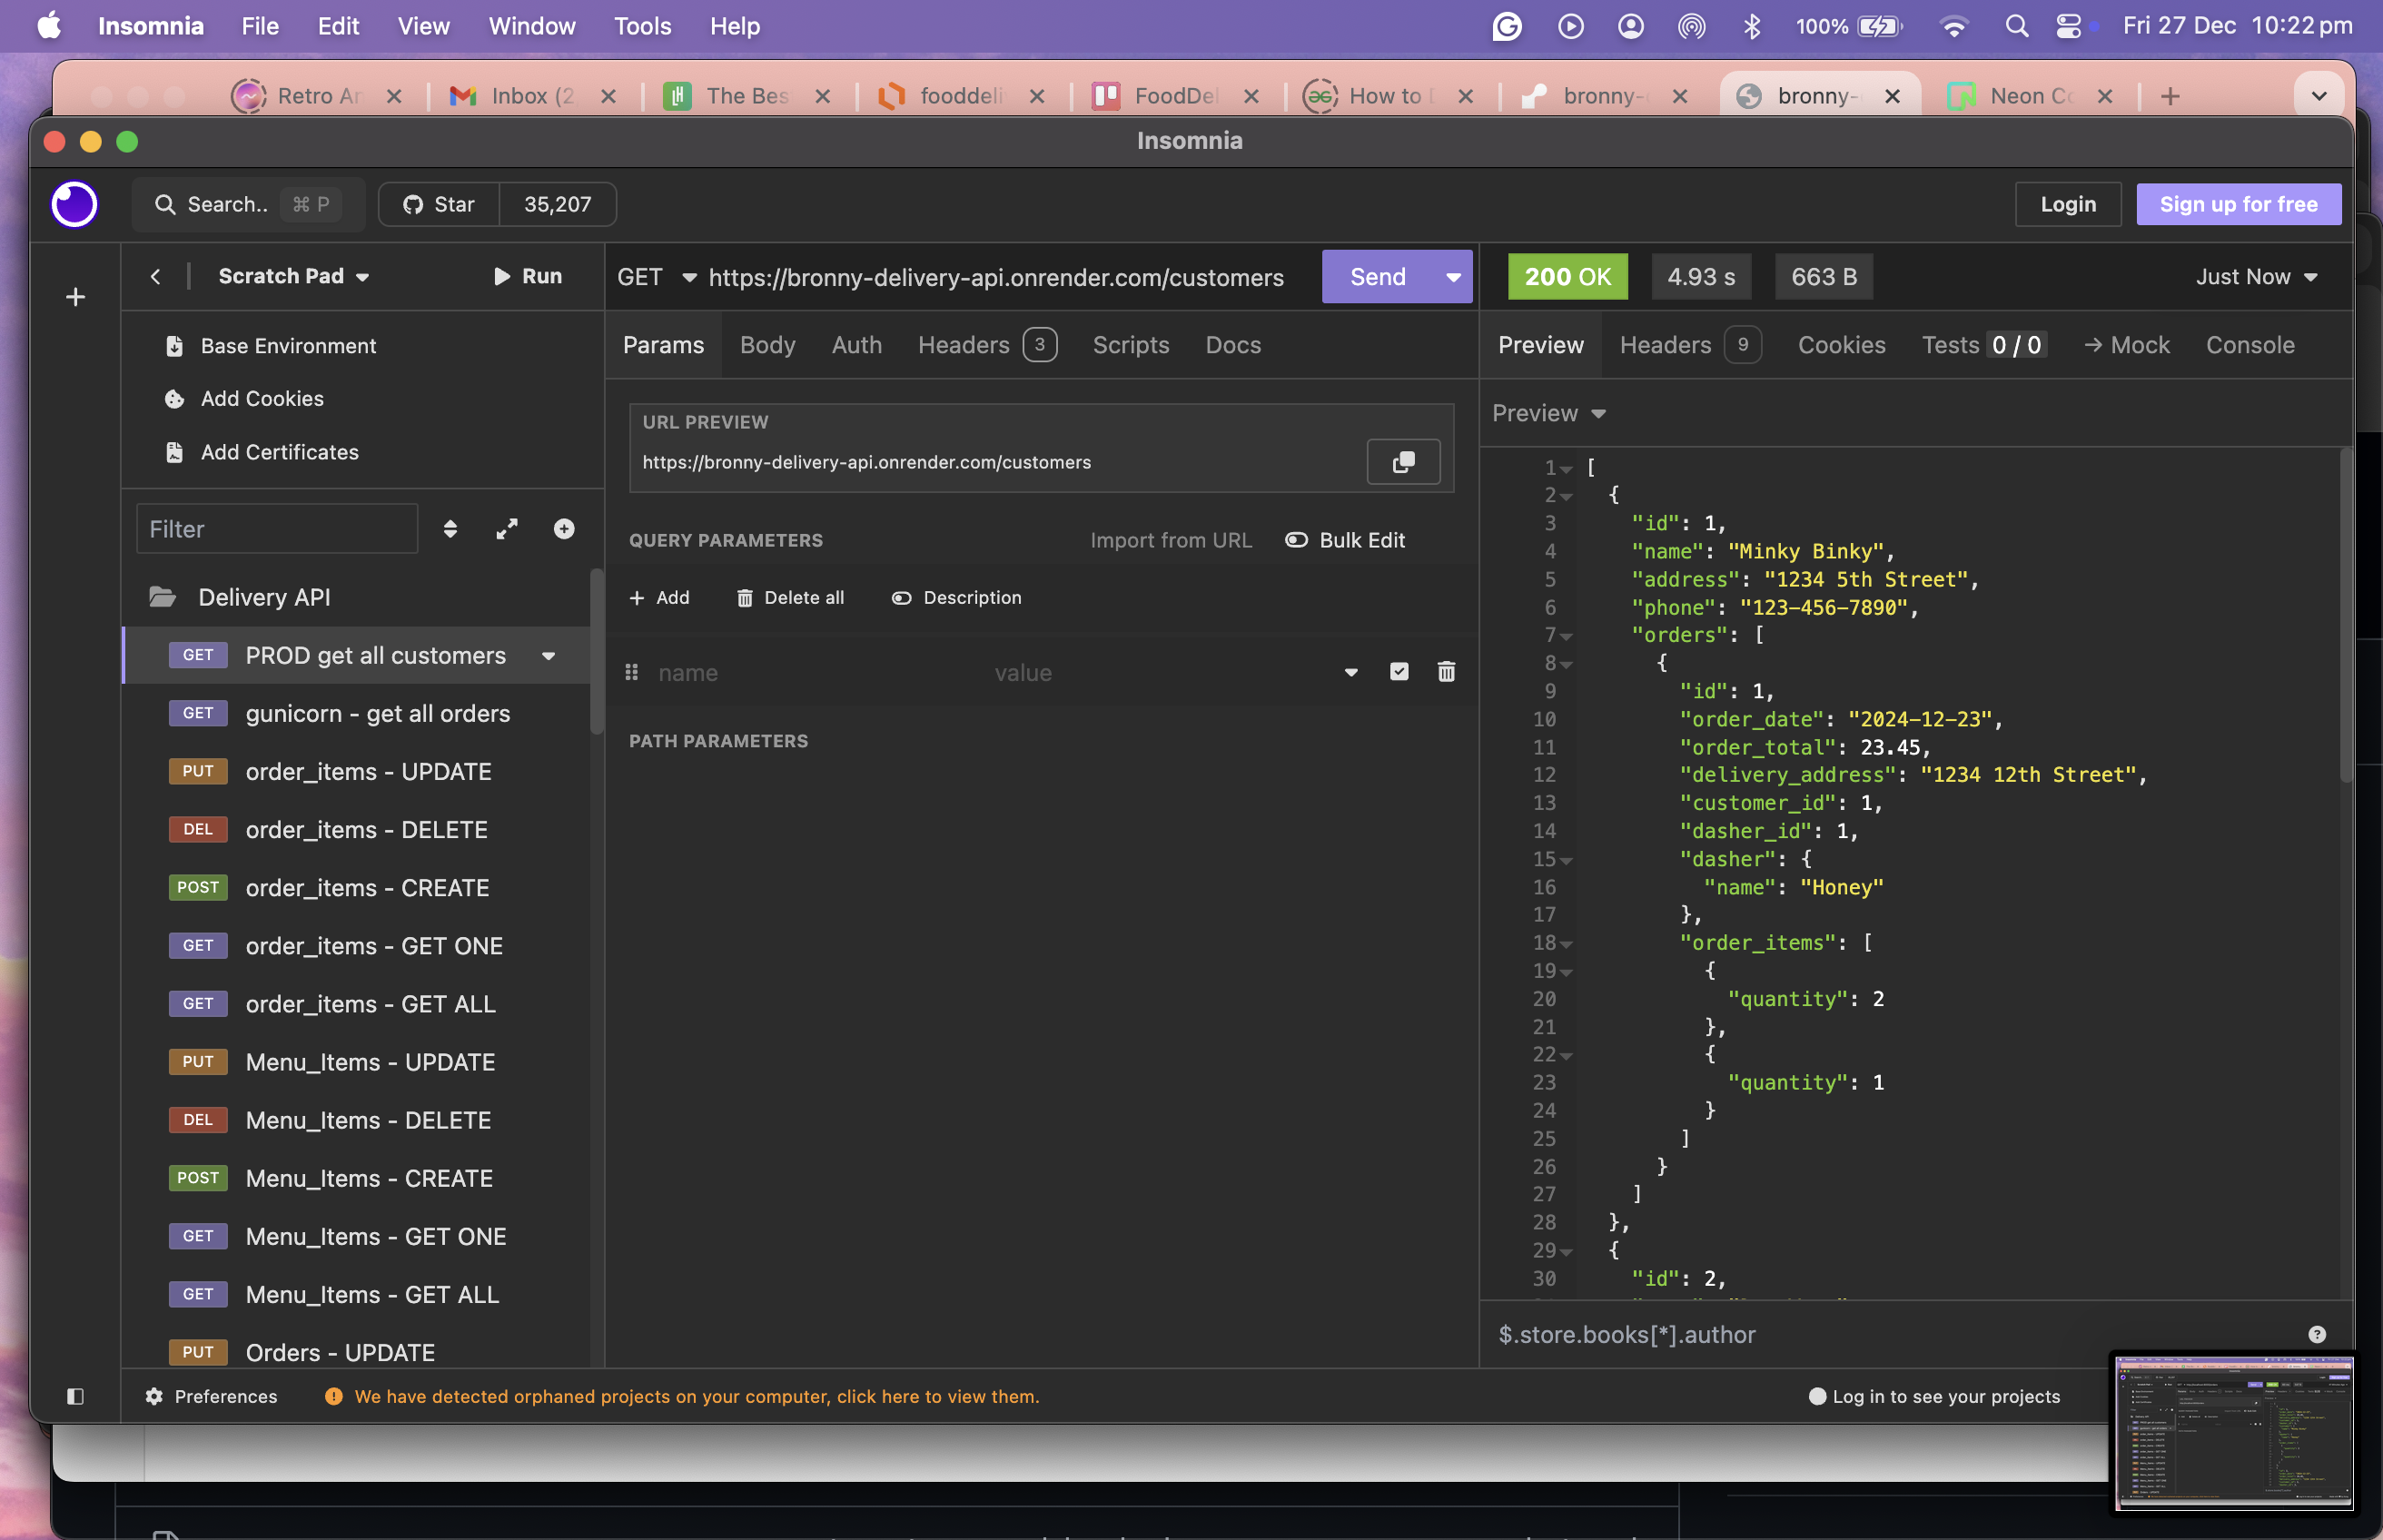 Insomnia File Edit View Window Tools Help 100% Fri 27 Dec 10:22 pm
Retro Ar Inbox (2 The Bes fooddeli FoodDel How to bronny- bronny- Neon Co
Insomnia
Search.. ⌘ P Star 35,207 Login Sign up for free
Scratch Pad Run
Base Environment
Add Cookies
Add Certificates
Filter
Delivery API
GET PROD get all customers
GET gunicorn - get all orders
PUT order_items - UPDATE
DEL order_items - DELETE
POST order_items - CREATE
GET order_items - GET ONE
GET order_items - GET ALL
PUT Menu_Items - UPDATE
DEL Menu_Items - DELETE
POST Menu_Items - CREATE
GET Menu_Items - GET ONE
GET Menu_Items - GET ALL
PUT Orders - UPDATE
GET https://bronny-delivery-api.onrender.com/customers Send
Params Body Auth Headers 3 Scripts Docs
URL PREVIEW
https://bronny-delivery-api.onrender.com/customers
QUERY PARAMETERS Import from URL Bulk Edit
+ Add Delete all Description
name value
PATH PARAMETERS
200 OK 4.93 s 663 B Just Now
Preview Headers 9 Cookies Tests 0 / 0 → Mock Console
Preview
1 [
2 {
3 "id": 1,
4 "name": "Minky Binky",
5 "address": "1234 5th Street",
6 "phone": "123-456-7890",
7 "orders": [
8 {
9 "id": 1,
10 "order_date": "2024-12-23",
11 "order_total": 23.45,
12 "delivery_address": "1234 12th Street",
13 "customer_id": 1,
14 "dasher_id": 1,
15 "dasher": {
16 "name": "Honey"
17 },
18 "order_items": [
19 {
20 "quantity": 2
21 },
22 {
23 "quantity": 1
24 }
25 ]
26 }
27 ]
28 },
29 {
30 "id": 2,
$.store.books[*].author
Preferences We have detected orphaned projects on your computer, click here to view them. Log in to see your projects